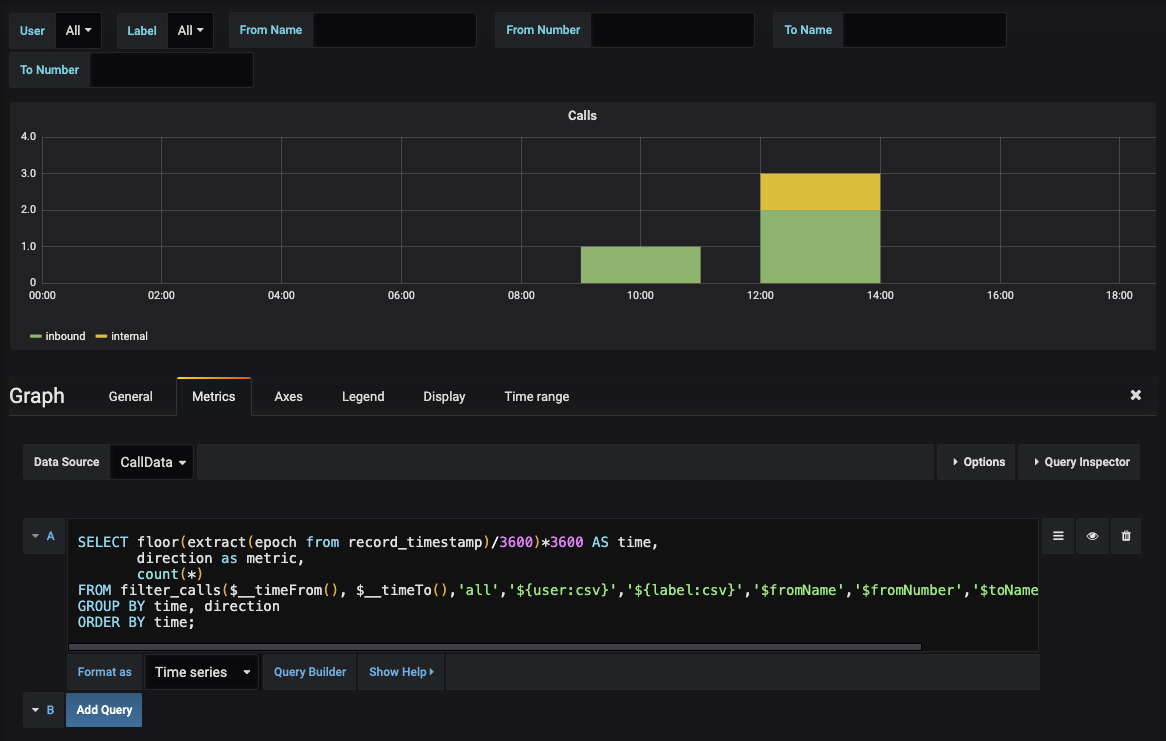 User All Label All From Name From Number To Name
To Number
Calls
4.0
3.0
2.0
1.0
0
00:00 02:00 04:00 06:00 08:00 10:00 12:00 14:00 16:00 18:00
inbound internal
Graph General Metrics Axes Legend Display Time range
Data Source CallData Options Query Inspector
A
SELECT floor(extract(epoch from record_timestamp)/3600)*3600 AS time,
direction as metric,
count(*)
FROM filter_calls($__timeFrom(), $__timeTo(),'all','${user:csv}','${label:csv}','$fromName','$fromNumber','$toName
GROUP BY time, direction
ORDER BY time;
Format as Time series Query Builder Show Help
B Add Query